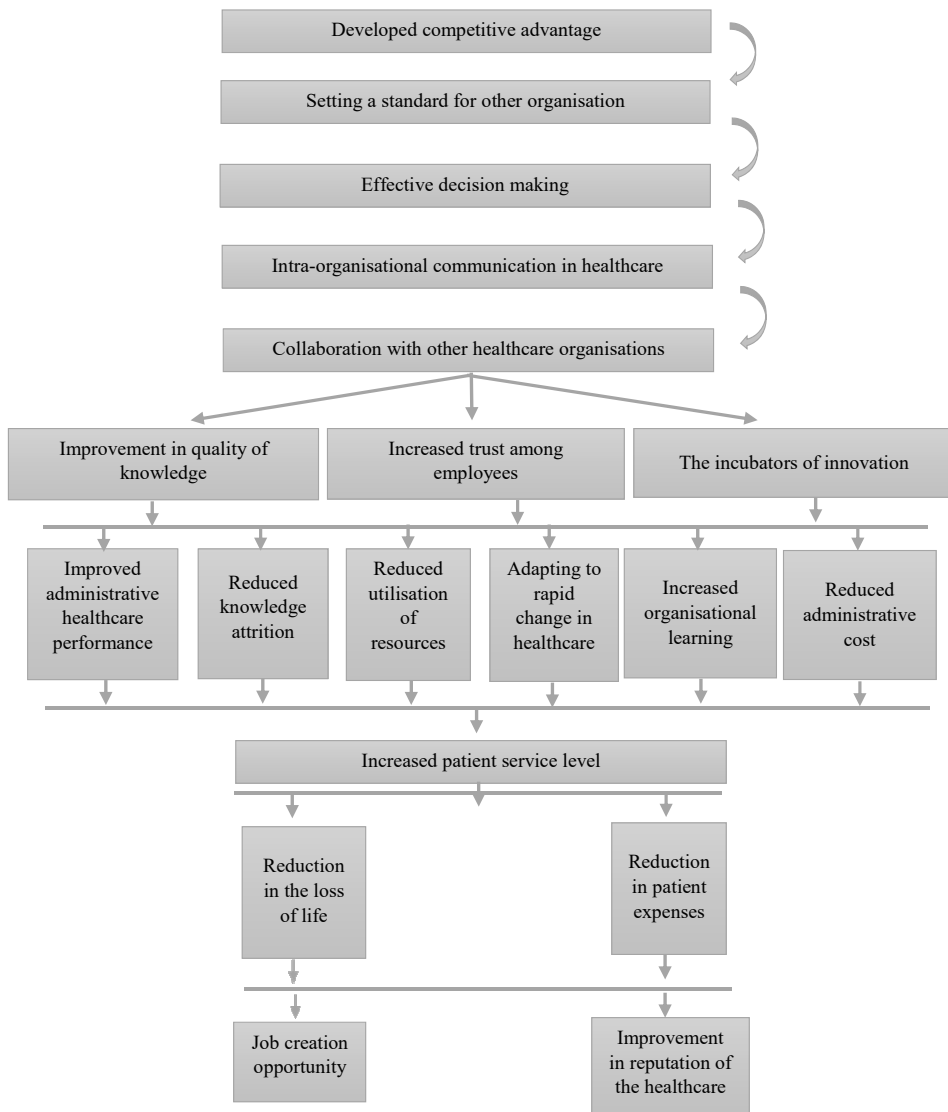 Developed competitive advantage
Setting a standard for other organisation
Effective decision making
Intra-organisational communication in healthcare
Collaboration with other healthcare organisations
Improvement in quality of
knowledge
Increased trust among
employees
The incubators of innovation
Improved
administrative
healthcare
performance
Reduced
knowledge
attrition
Reduced
utilisation
of
resources
Adapting to
rapid
change in
healthcare
Increased
organisational
learning
Reduced
administrative
cost
Increased patient service level
Reduction
in the loss
of life
Reduction
in patient
expenses
Job creation
opportunity
Improvement
in reputation of
the healthcare